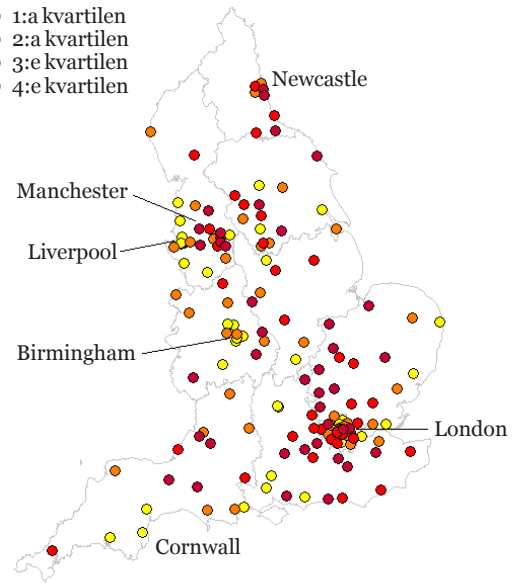 1:a kvartilen
2:a kvartilen
3:e kvartilen
4:e kvartilen
Newcastle
Manchester
Liverpool
Birmingham
London
Cornwall